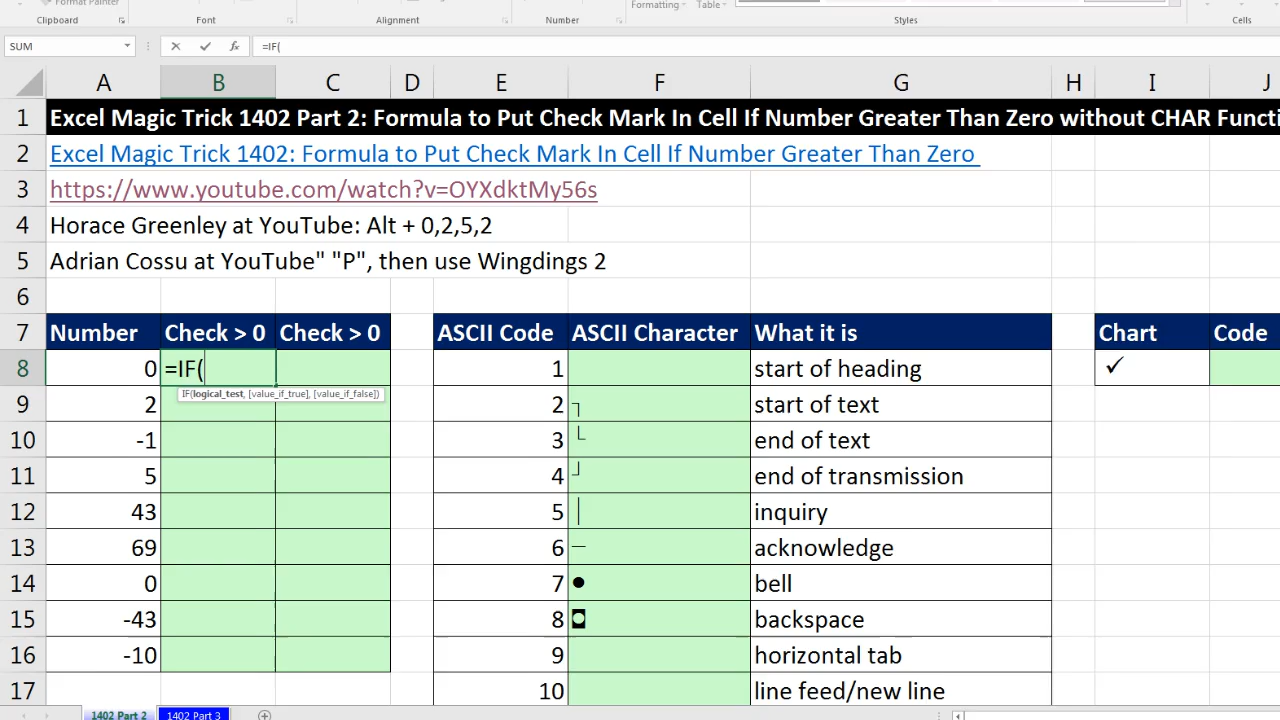 Format Painter
Formatting Table
Clipboard Font Alignment Number Styles Cells
SUM fx =IF(
A B C D E F G H I J
1 Excel Magic Trick 1402 Part 2: Formula to Put Check Mark In Cell If Number Greater Than Zero without CHAR Functi
2 Excel Magic Trick 1402: Formula to Put Check Mark In Cell If Number Greater Than Zero
3 https://www.youtube.com/watch?v=OYXdktMy56s
4 Horace Greenley at YouTube: Alt + 0,2,5,2
5 Adrian Cossu at YouTube" "P", then use Wingdings 2
6
7 Number Check > 0 Check > 0 ASCII Code ASCII Character What it is Chart Code
8 0 =IF( 1 start of heading ✓
IF(logical_test, [value_if_true], [value_if_false])
9 2 2 ┐ start of text
10 -1 3 └ end of text
11 5 4 ┘ end of transmission
12 43 5 │ inquiry
13 69 6 ─ acknowledge
14 0 7 ● bell
15 -43 8 ◘ backspace
16 -10 9 horizontal tab
17 10 line feed/new line
1402 Part 2 1402 Part 3